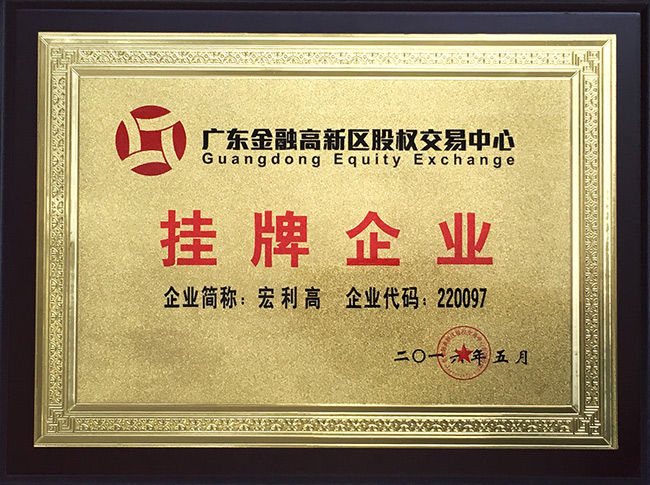 广东金融高新区股权交易中心
Guangdong Equity Exchange
挂牌企业
企业简称：宏利高 企业代码：220097
二〇一六年五月